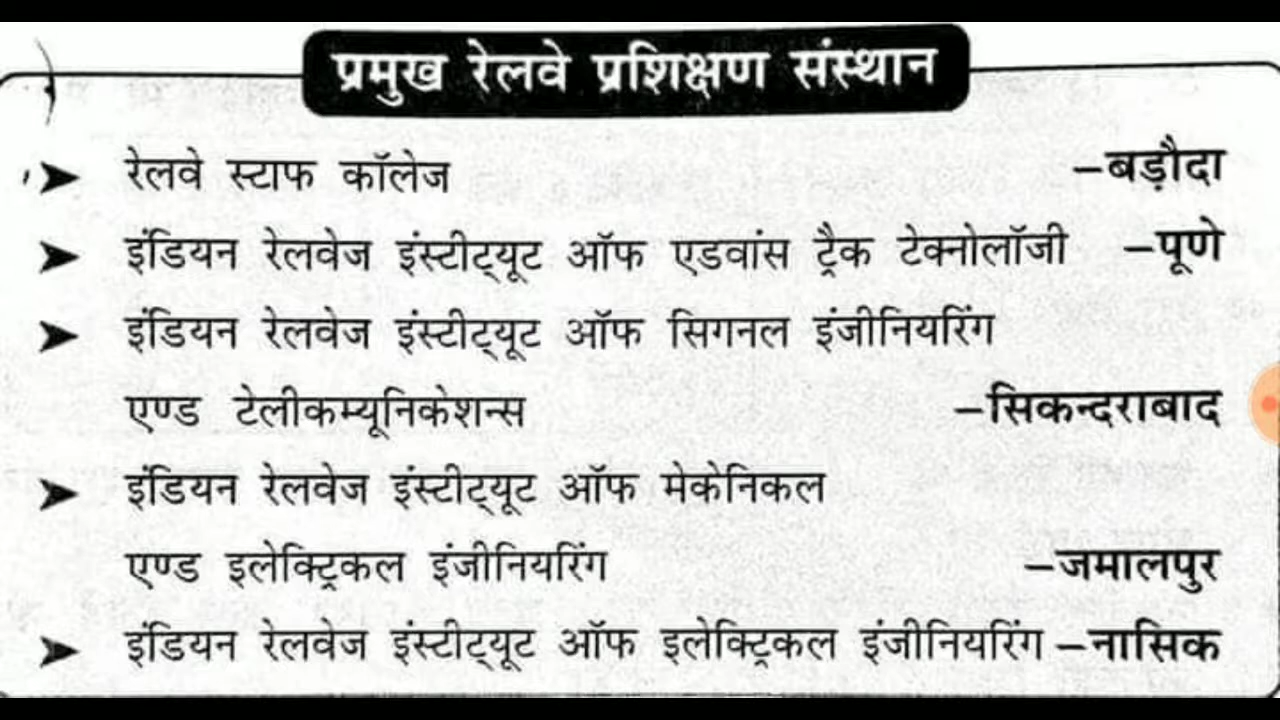 प्रमुख रेलवे प्रशिक्षण संस्थान
➤ रेलवे स्टाफ कॉलेज –बड़ौदा
➤ इंडियन रेलवेज इंस्टीट्यूट ऑफ एडवांस ट्रैक टेक्नोलॉजी –पूणे
➤ इंडियन रेलवेज इंस्टीट्यूट ऑफ सिगनल इंजीनियरिंग
एण्ड टेलीकम्यूनिकेशन्स –सिकन्दराबाद
➤ इंडियन रेलवेज इंस्टीट्यूट ऑफ मेकेनिकल
एण्ड इलेक्ट्रिकल इंजीनियरिंग –जमालपुर
➤ इंडियन रेलवेज इंस्टीट्यूट ऑफ इलेक्ट्रिकल इंजीनियरिंग –नासिक